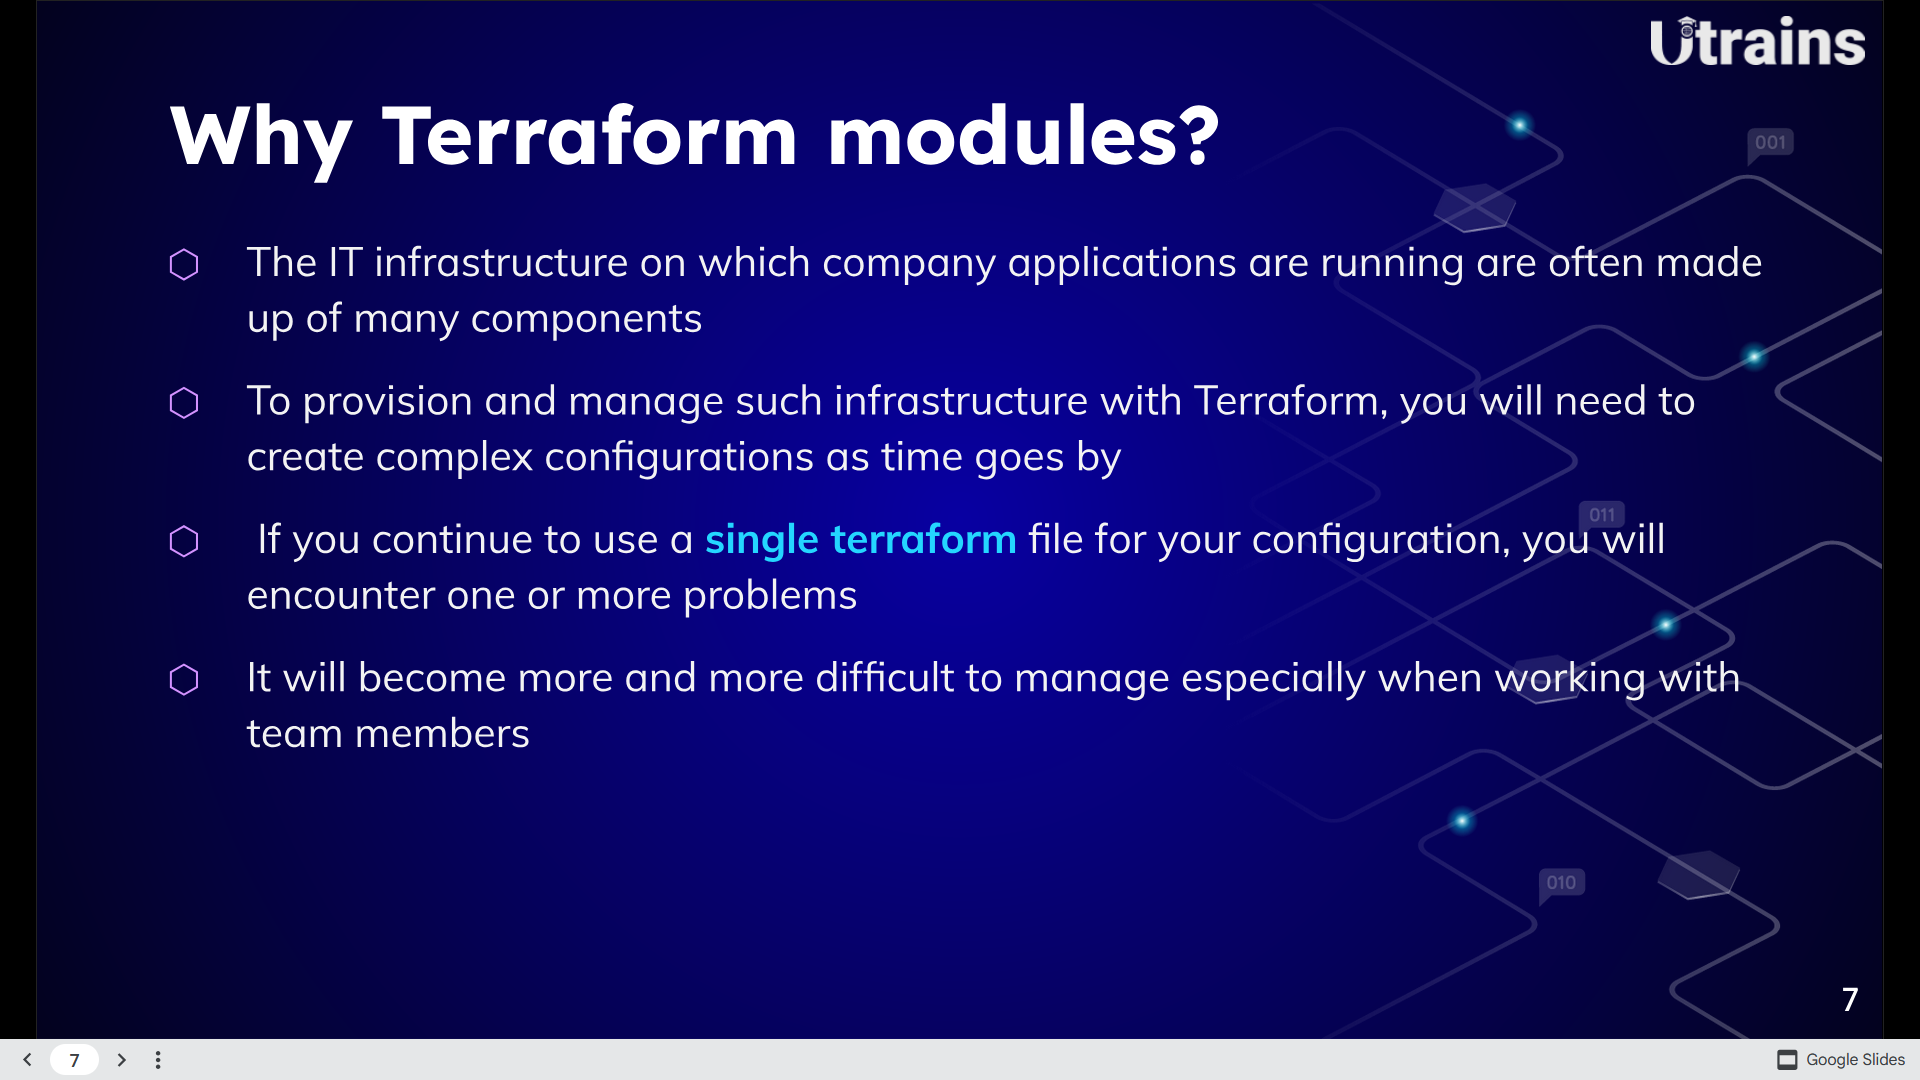 Utrains
Why Terraform modules?
001
The IT infrastructure on which company applications are running are often made
up of many components
To provision and manage such infrastructure with Terraform, you will need to
create complex configurations as time goes by
011
If you continue to use a single terraform file for your configuration, you will
encounter one or more problems
It will become more and more difficult to manage especially when working with
team members
010
7
7
Google Slides